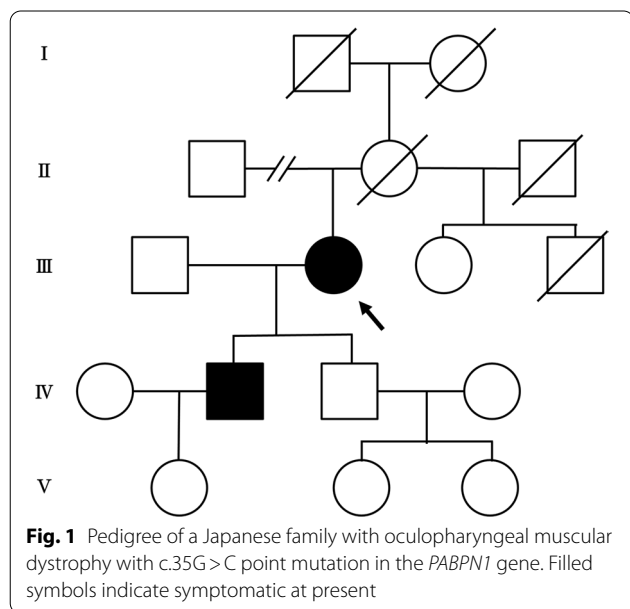 I
II
III
IV
V
Fig. 1 Pedigree of a Japanese family with oculopharyngeal muscular
dystrophy with c.35G > C point mutation in the PABPN1 gene. Filled
symbols indicate symptomatic at present